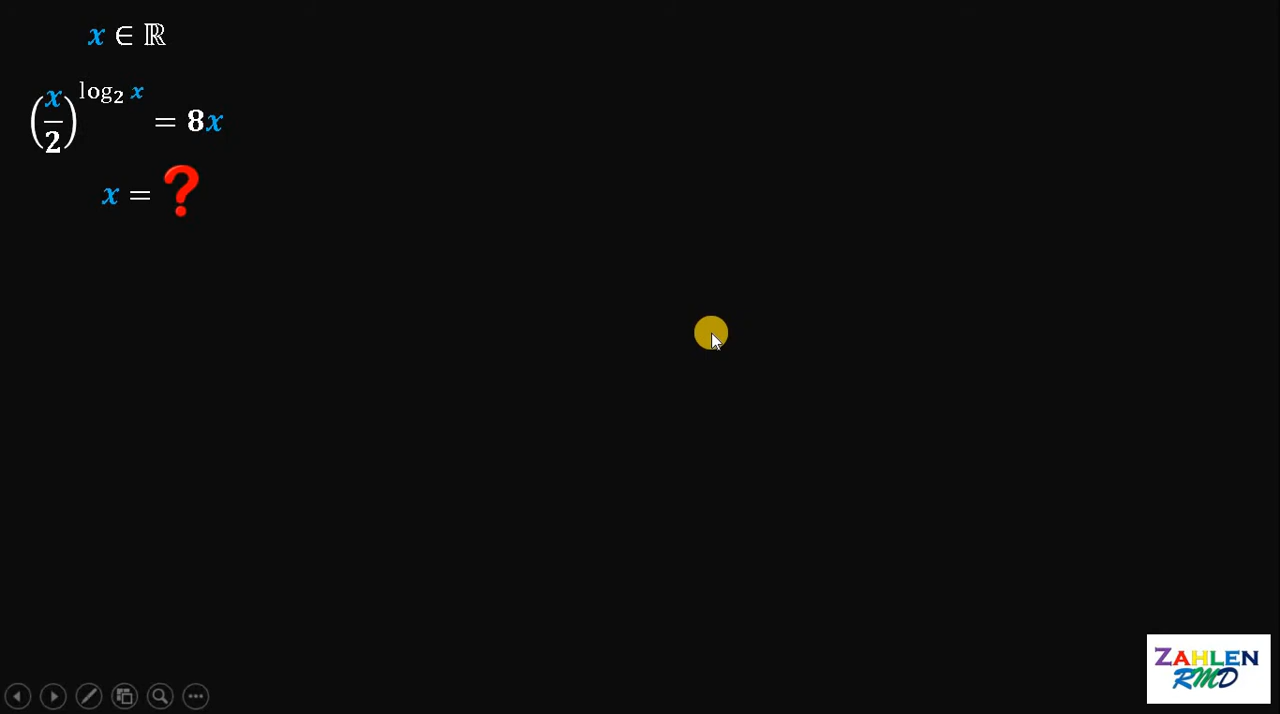 x ∈ ℝ
(x/2)^(log₂ x) = 8x
x = ❓
ZAHLEN
RMD